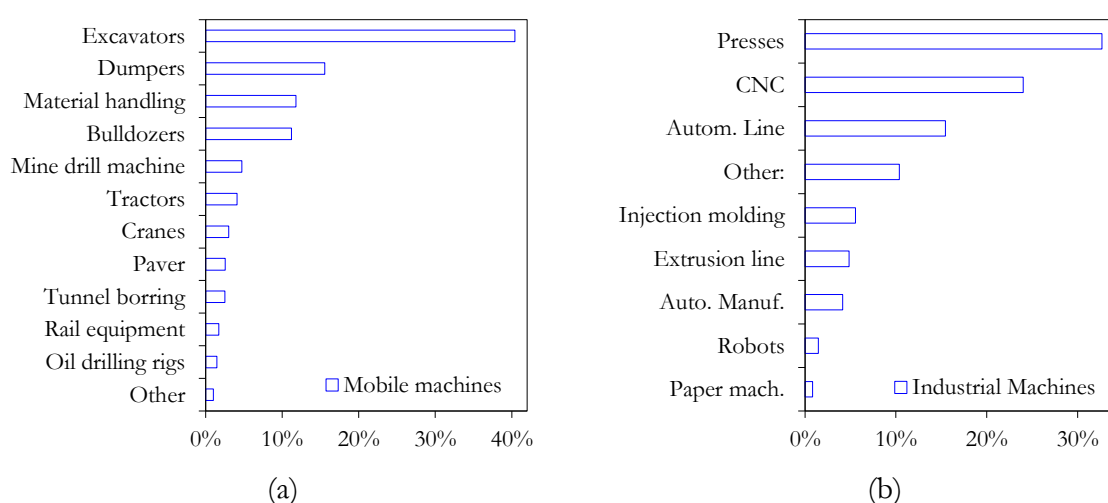 Excavators
Dumpers
Material handling
Bulldozers
Mine drill machine
Tractors
Cranes
Paver
Tunnel borring
Rail equipment
Oil drilling rigs
Other
Mobile machines
0% 10% 20% 30% 40%
(a)
Presses
CNC
Autom. Line
Other:
Injection molding
Extrusion line
Auto. Manuf.
Robots
Paper mach.
Industrial Machines
0% 10% 20% 30%
(b)